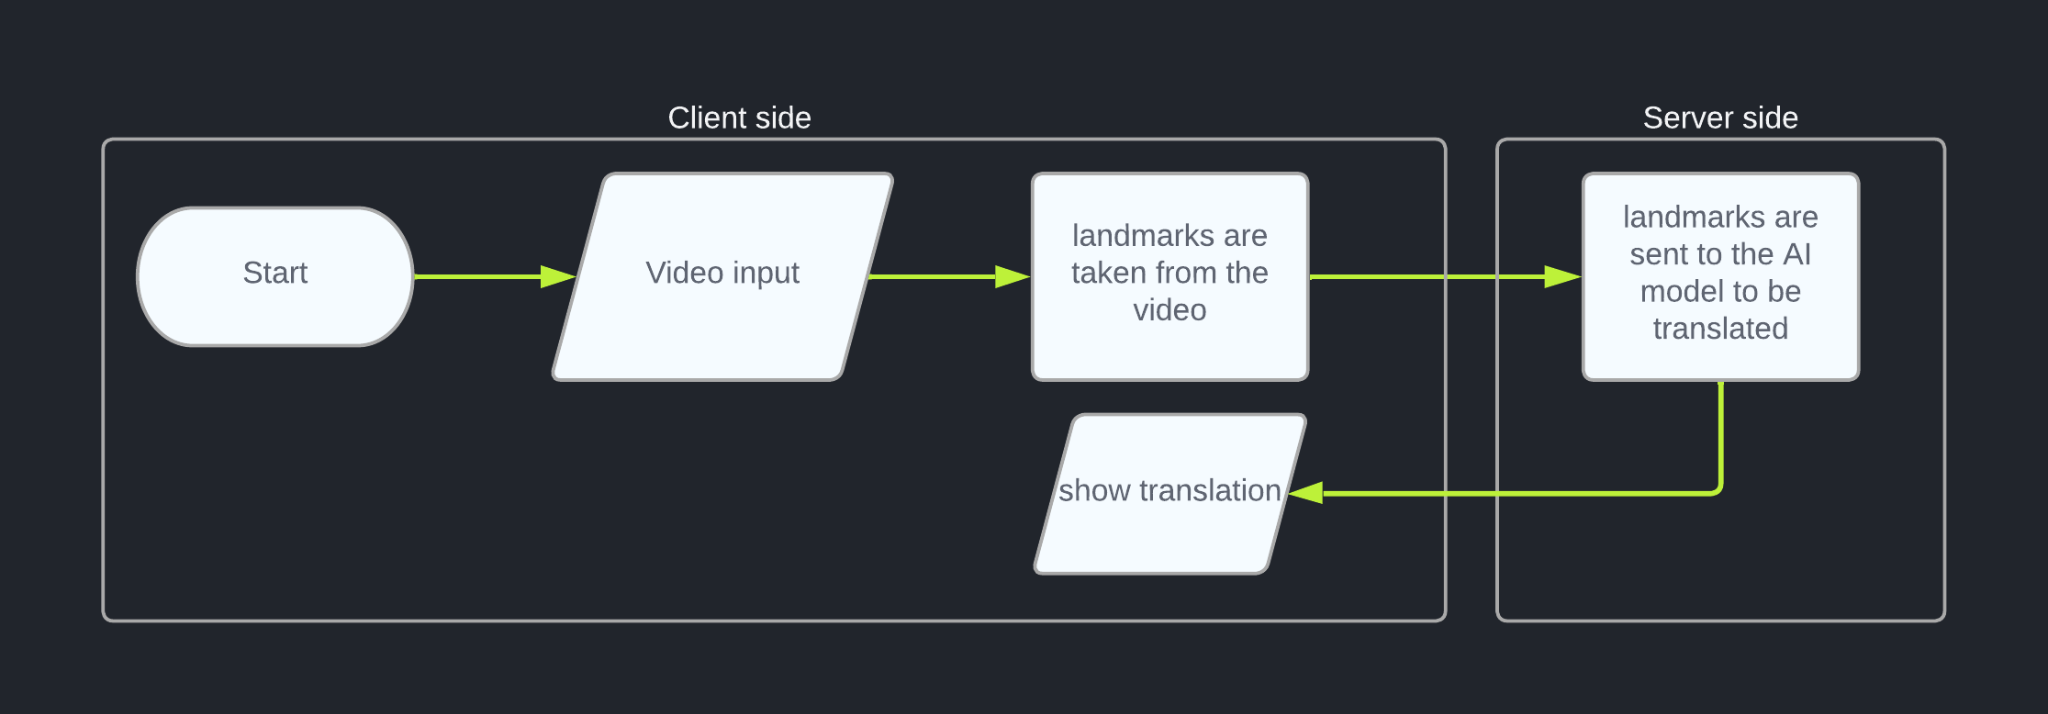 Client side
Server side
Start
Video input
landmarks are
taken from the
video
landmarks are
sent to the AI
model to be
translated
show translation